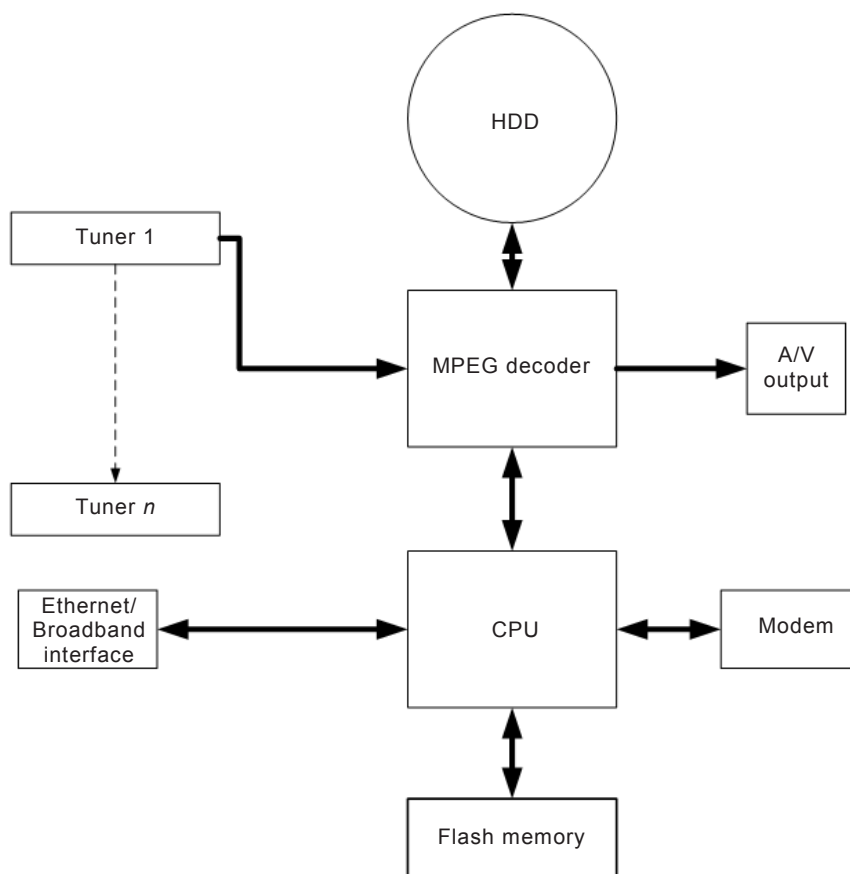 HDD
Tuner 1
MPEG decoder
A/V
output
Tuner n
Ethernet/
Broadband
interface
CPU
Modem
Flash memory